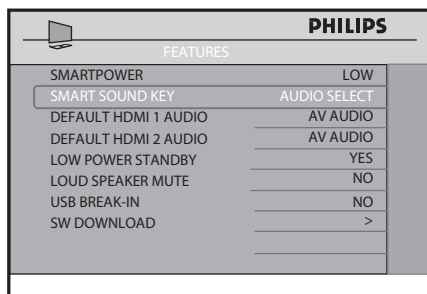 PHILIPS
FEATURES
SMARTPOWER LOW
SMART SOUND KEY AUDIO SELECT
DEFAULT HDMI 1 AUDIO AV AUDIO
DEFAULT HDMI 2 AUDIO AV AUDIO
LOW POWER STANDBY YES
LOUD SPEAKER MUTE NO
USB BREAK-IN NO
SW DOWNLOAD >